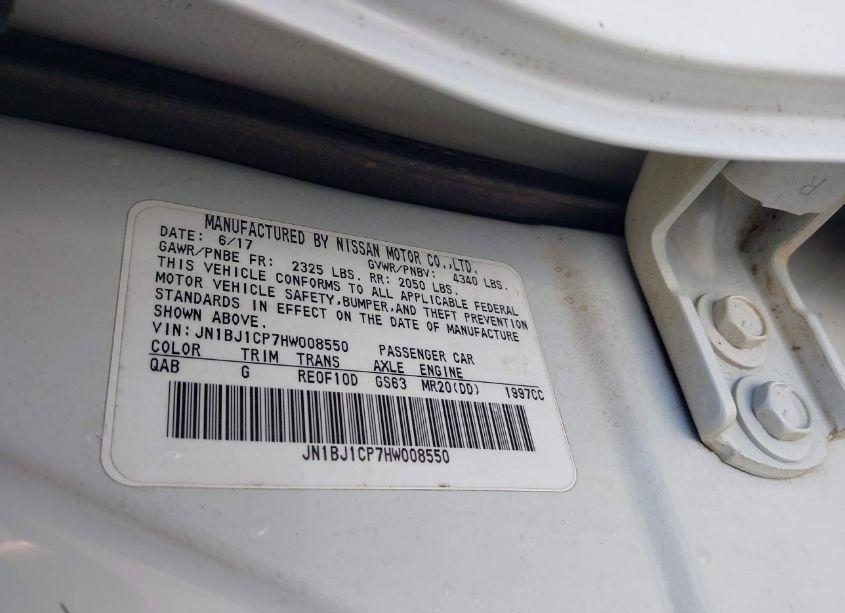 MANUFACTURED BY NISSAN MOTOR CO.,LTD.
DATE: 6/17 GVWR/PNBV: 4340 LBS.
GAWR/PNBE FR: 2325 LBS. RR: 2050 LBS.
THIS VEHICLE CONFORMS TO ALL APPLICABLE FEDERAL
MOTOR VEHICLE SAFETY,BUMPER,AND THEFT PREVENTION
STANDARDS IN EFFECT ON THE DATE OF MANUFACTURE
SHOWN ABOVE.
VIN: JN1BJ1CP7HW008550 PASSENGER CAR
COLOR TRIM TRANS AXLE ENGINE
QAB G RE0F10D GS63 MR20(DD) 1997CC
JN1BJ1CP7HW008550
R